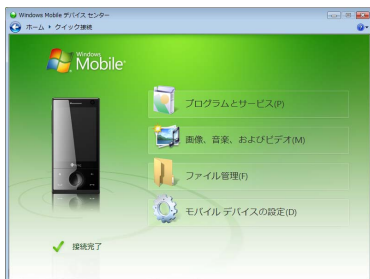 Windows Mobile デバイス センター
ホーム ▸ クイック接続
Windows
Mobile
プログラムとサービス(P)
画像、音楽、およびビデオ(M)
ファイル管理(F)
モバイル デバイスの設定(D)
接続完了